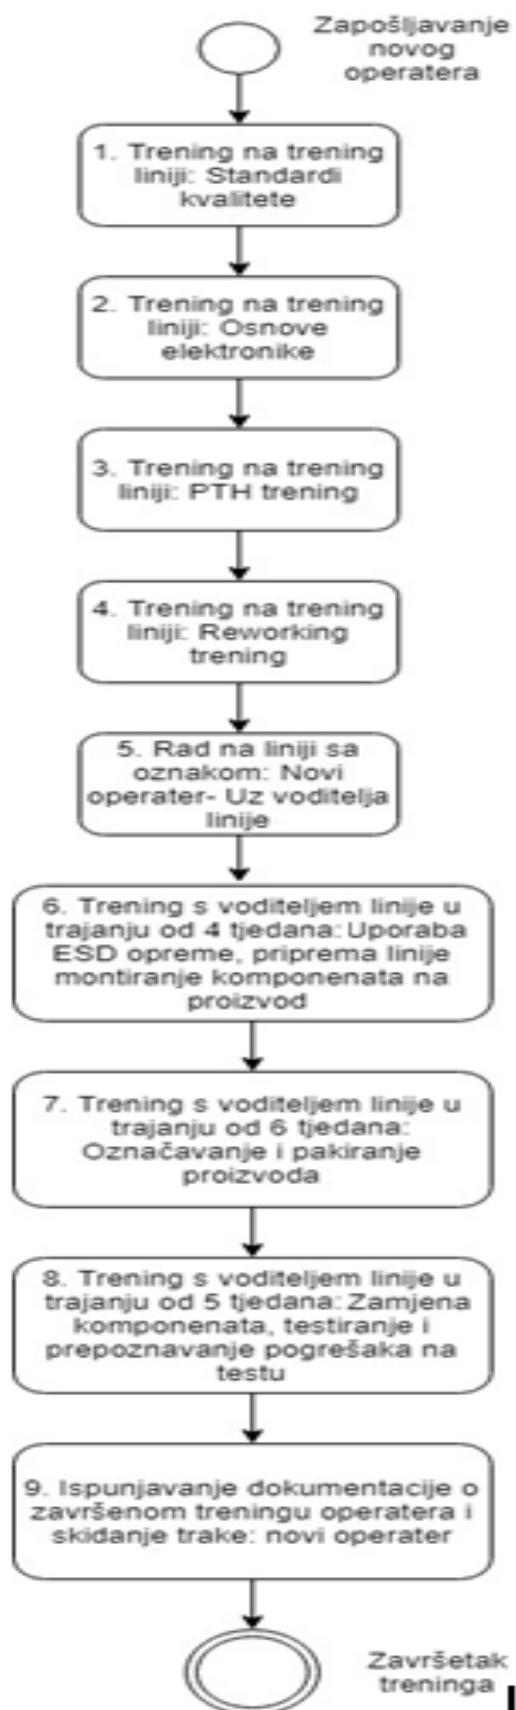 Zapošljavanje
novog
operatera
1. Trening na trening
liniji: Standardi
kvalitete
2. Trening na trening
liniji: Osnove
elektronike
3. Trening na trening
liniji: PTH trening
4. Trening na trening
liniji: Reworking
trening
5. Rad na liniji sa
oznakom: Novi
operater- Uz voditelja
linije
6. Trening s voditeljem linije u
trajanju od 4 tjedana: Uporaba
ESD opreme, priprema linije
montiranje komponenata na
proizvod
7. Trening s voditeljem linije u
trajanju od 6 tjedana:
Označavanje i pakiranje
proizvoda
8. Trening s voditeljem linije u
trajanju od 5 tjedana: Zamjena
komponenata, testiranje i
prepoznavanje pogrešaka na
testu
9. Ispunjavanje dokumentacije o
završenom treningu operatera i
skidanje trake: novi operater
Završetak
treninga